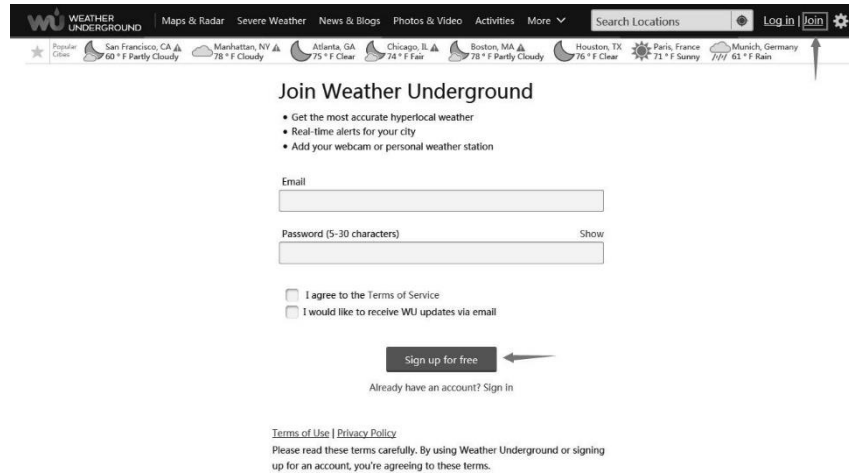 WEATHER UNDERGROUND Maps & Radar Severe Weather News & Blogs Photos & Video Activities More Search Locations Log in | Join
Popular Cities San Francisco, CA 60 ° F Partly Cloudy Manhattan, NY 78 ° F Cloudy Atlanta, GA 75 ° F Clear Chicago, IL 74 ° F Fair Boston, MA 78 ° F Partly Cloudy Houston, TX 76 ° F Clear Paris, France 71 ° F Sunny Munich, Germany 61 ° F Rain
Join Weather Underground
• Get the most accurate hyperlocal weather
• Real-time alerts for your city
• Add your webcam or personal weather station
Email
Password (5-30 characters) Show
I agree to the Terms of Service
I would like to receive WU updates via email
Sign up for free
Already have an account? Sign in
Terms of Use | Privacy Policy
Please read these terms carefully. By using Weather Underground or signing
up for an account, you're agreeing to these terms.